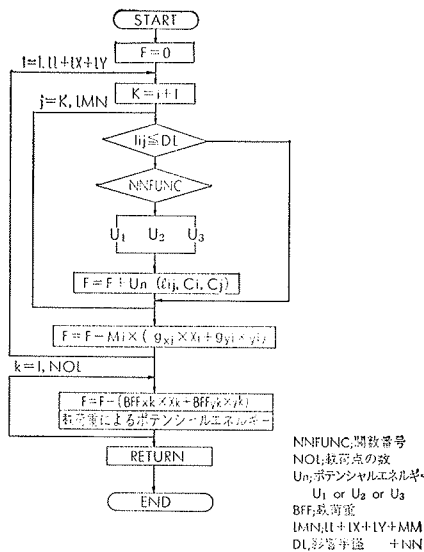 START
F=0
I=I, LL+LX+LY
K=i+1
j=K, LMN
lij≦DL
NNFUNC
U₁ U₂ U₃
F=F+Un (ℓij, Ci, Cj)
F=F-Mi×( gxj×Xi+gyi×yi)
k=1, NOL
F=F-(BFFxk×Xk+BFFyk×yk)
載荷重によるポテンシャルエネルギー
RETURN
END
NNFUNC;関数番号
NOL;載荷点の数
Un;ポテンシャルエネルギー
U₁ or U₂ or U₃
BFF;載荷重
LMN;LL+LX+LY+MM
DL;影響半径 +NN